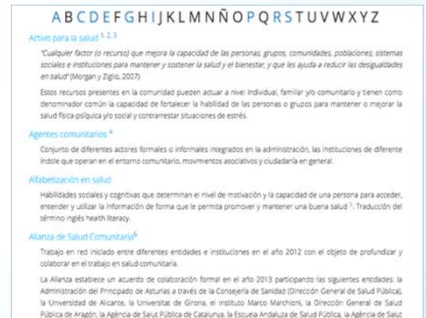 A B C D E F G H I J K L M N Ñ O P Q R S T U V W X Y Z
Activo para la salud 1, 2, 3
"Cualquier factor (o recurso) que mejora la capacidad de las personas, grupos, comunidades, poblaciones, sistemas
sociales e instituciones para mantener y sostener la salud y el bienestar, y que les ayuda a reducir las desigualdades
en salud" (Morgan y Ziglio, 2007)
Estos recursos presentes en la comunidad pueden actuar a nivel individual, familiar y/o comunitario y tienen como
denominador común la capacidad de fortalecer la habilidad de las personas o grupos para mantener o mejorar la
salud física-psíquica y/o social y contrarrestar situaciones de estrés.
Agentes comunitarios 4
Conjunto de diferentes actores formales o informales integrados en la administración, las instituciones de diferente
índole que operan en el entorno comunitario, movimientos asociativos y ciudadanía en general.
Alfabetización en salud
Habilidades sociales y cognitivas que determinan el nivel de motivación y la capacidad de una persona para acceder,
entender y utilizar la información de forma que le permita promover y mantener una buena salud 5. Traducción del
término inglés health literacy.
Alianza de Salud Comunitaria6
Trabajo en red iniciado entre diferentes entidades e instituciones en el año 2012 con el objeto de profundizar y
colaborar en el trabajo en salud comunitaria.
La Alianza establece un acuerdo de colaboración formal en el año 2013 participando las siguientes entidades: la
Administración del Principado de Asturias a través de la Consejería de Sanidad (Dirección General de Salud Pública),
la Universidad de Alicante, la Universitat de Girona, el Instituto Marco Marchioni, la Dirección General de Salud
Pública de Aragón, la Agència de Salut Pública de Catalunya, la Escuela Andaluza de Salud Pública, la Agència de Salut